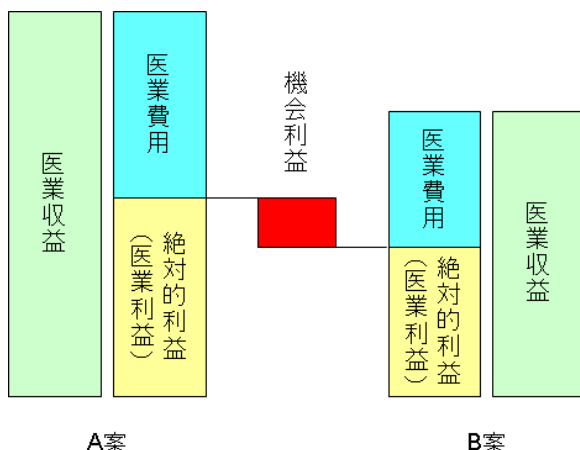 医業収益
医業費用
絶対的利益
（医業利益）
機会利益
医業費用
絶対的利益
（医業利益）
医業収益
A案
B案